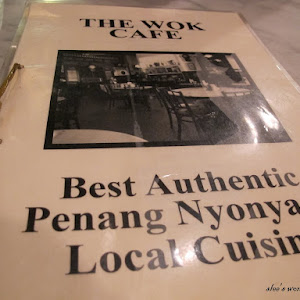 THE WOK
CAFE
Best Authentic
Penang Nyonya
Local Cuisin